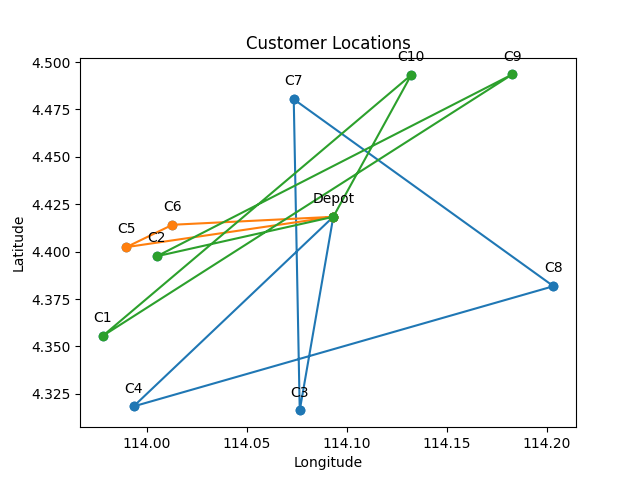 Customer Locations
C10
C9
C7
Depot
C6
C5
C2
C8
C1
C4
C3
4.500
4.475
4.450
4.425
4.400
4.375
4.350
4.325
Latitude
114.00
114.05
114.10
114.15
114.20
Longitude